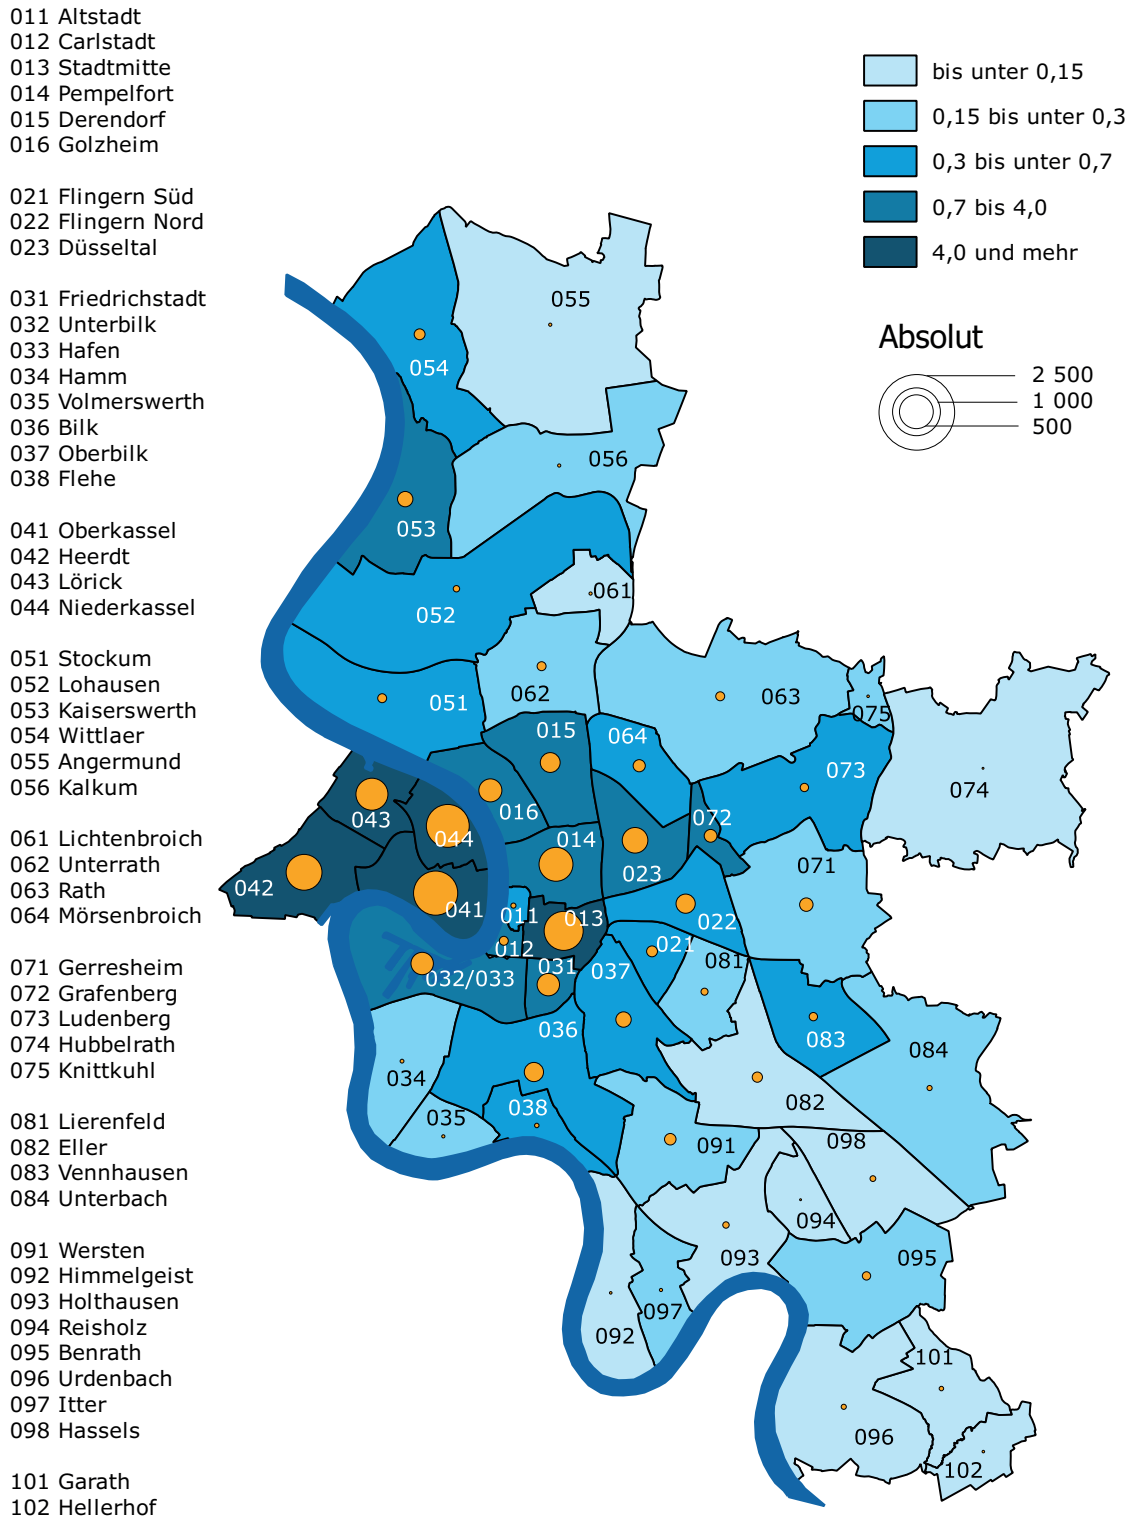 011 Altstadt
012 Carlstadt
013 Stadtmitte
014 Pempelfort
015 Derendorf
016 Golzheim
021 Flingern Süd
022 Flingern Nord
023 Düsseltal
031 Friedrichstadt
032 Unterbilk
033 Hafen
034 Hamm
035 Volmerswerth
036 Bilk
037 Oberbilk
038 Flehe
041 Oberkassel
042 Heerdt
043 Lörick
044 Niederkassel
051 Stockum
052 Lohausen
053 Kaiserswerth
054 Wittlaer
055 Angermund
056 Kalkum
061 Lichtenbroich
062 Unterrath
063 Rath
064 Mörsenbroich
071 Gerresheim
072 Grafenberg
073 Ludenberg
074 Hubbelrath
075 Knittkuhl
081 Lierenfeld
082 Eller
083 Vennhausen
084 Unterbach
091 Wersten
092 Himmelgeist
093 Holthausen
094 Reisholz
095 Benrath
096 Urdenbach
097 Itter
098 Hassels
101 Garath
102 Hellerhof
bis unter 0,15
0,15 bis unter 0,3
0,3 bis unter 0,7
0,7 bis 4,0
4,0 und mehr
Absolut
2 500
1 000
500
055
054
056
053
061
052
062
063
051
075
015
064
073
074
016
043
072
044
014
071
023
042
041
011
013
022
012
021
031
037
081
032/033
036
083
084
034
082
038
035
091
098
094
093
095
097
092
101
096
102